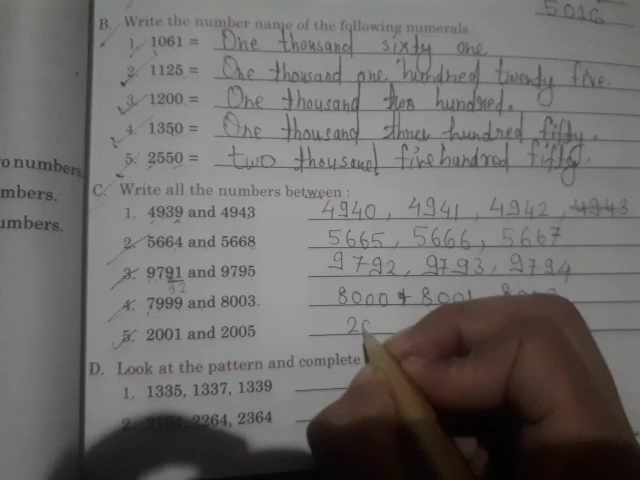 5016
B. Write the number name of the following numerals :
1. 1061 = One thousand sixty one
2. 1125 = One thousand one hundred twenty five.
3. 1200 = One thousand two hundred.
4. 1350 = One thousand three hundred fifty.
5. 2550 = two thousand five hundred fifty.
numbers.
mbers.
umbers.
C. Write all the numbers between :
1. 4939 and 4943 4940, 4941, 4942, 4943
2. 5664 and 5668 5665, 5666, 5667
3. 9791 and 9795 9792, 9793, 9794
92
4. 7999 and 8003. 8000 8001
5. 2001 and 2005 20
D. Look at the pattern and complete
1. 1335, 1337, 1339
2. 2164, 2264, 2364